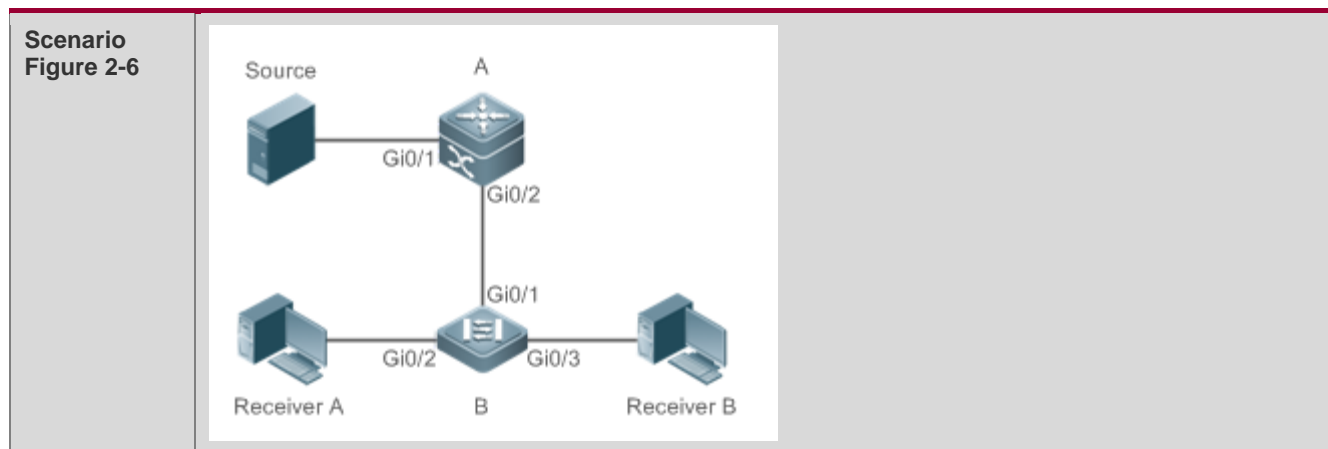 Scenario
Figure 2-6
Source
A
Gi0/1
Gi0/2
Gi0/1
Gi0/2
Gi0/3
Receiver A
B
Receiver B